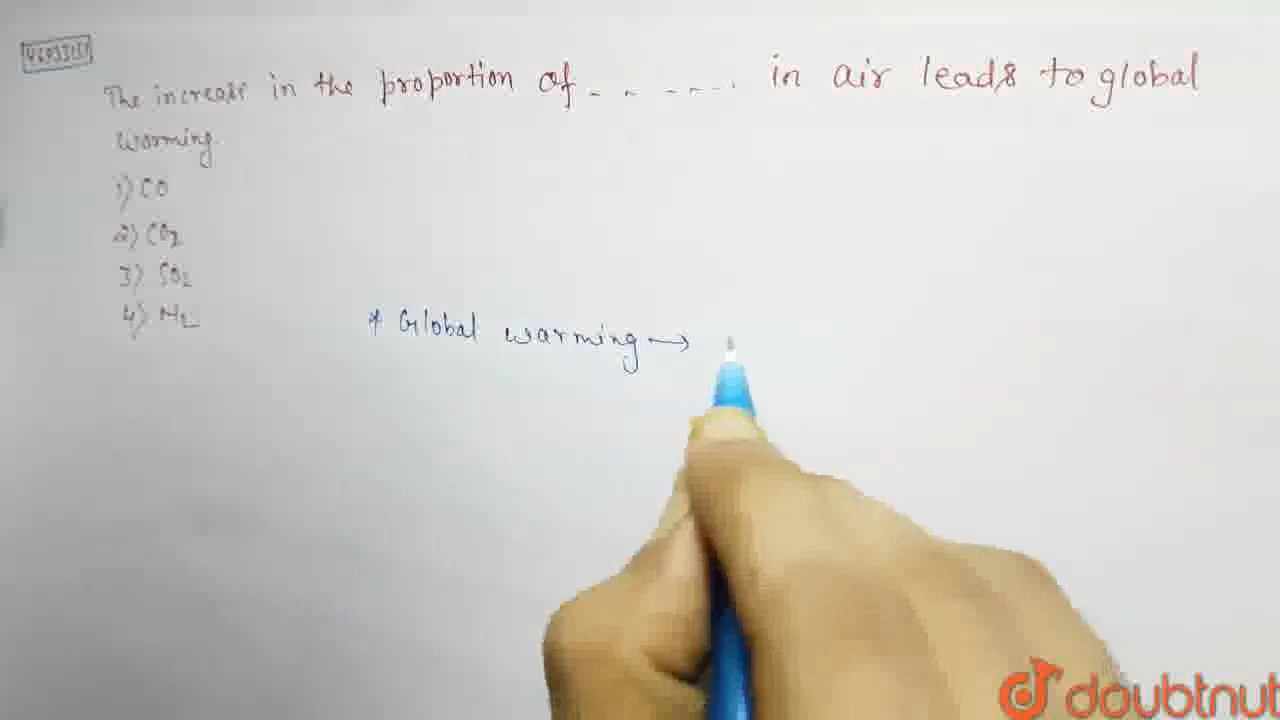 The increase in the proportion of . . . . . . in air leads to global
warming.
1) CO
2) CO2
3) SO2
4) N2
* Global warming →
doubtnut